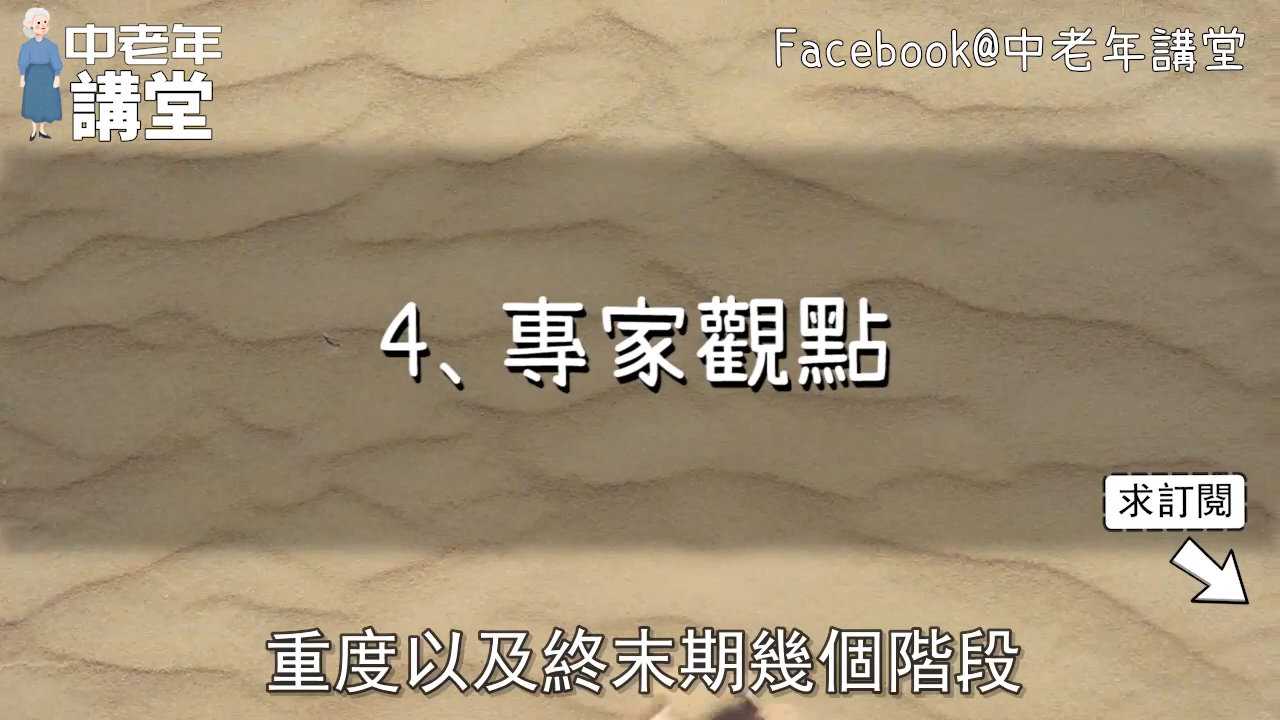 中老年
講堂
Facebook@中老年講堂
4、專家觀點
求訂閱
重度以及終末期幾個階段